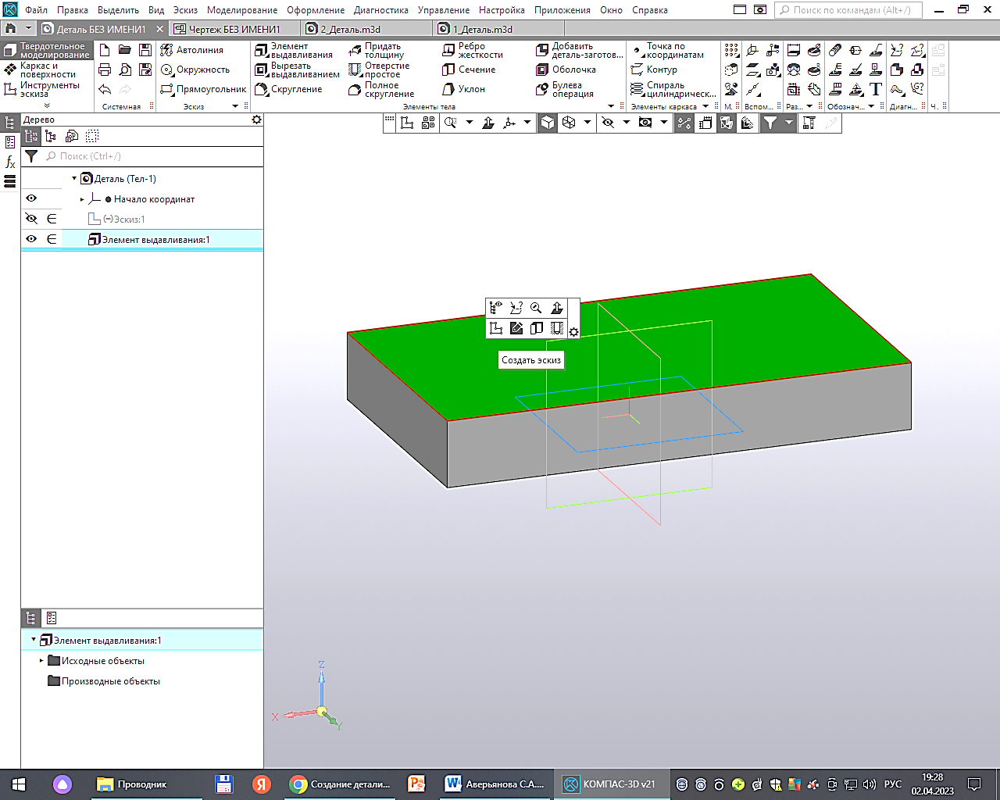 Файл Правка Выделить Вид Эскиз Моделирование Оформление Диагностика Управление Настройка Приложения Окно Справка Поиск по командам (Alt+/)
Деталь БЕЗ ИМЕНИ1 Чертеж БЕЗ ИМЕНИ1 2_Деталь.m3d 1_Деталь.m3d
Твердотельное
моделирование
Каркас и
поверхности
Инструменты
эскиза
Системная
Автолиния
Окружность
Прямоугольник
Эскиз
Элемент
выдавливания
Вырезать
выдавливанием
Скругление
Придать
толщину
Отверстие
простое
Полное
скругление
Ребро
жесткости
Сечение
Уклон
Добавить
деталь-заготов...
Оболочка
Булева
операция
Элементы тела
Точка по
координатам
Контур
Спираль
цилиндрическ...
Элементы каркаса
М. Вспом... Раз... Обознач... Диагн... Ч.
Дерево
Поиск (Ctrl+/)
Деталь (Тел-1)
Начало координат
(−)Эскиз:1
Элемент выдавливания:1
Создать эскиз
Элемент выдавливания:1
Исходные объекты
Производные объекты
Z
X
Y
Проводник
Создание детали...
Аверьянова С.А....
КОМПАС-3D v21
РУС
19:28
02.04.2023